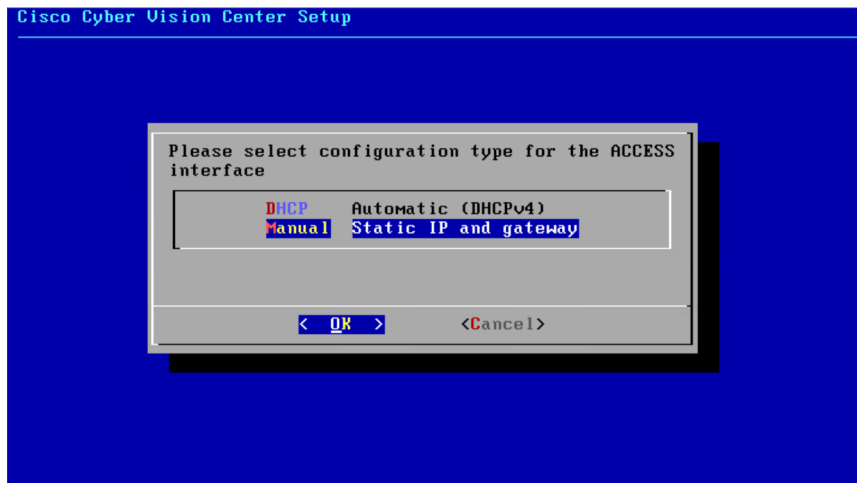 Cisco Cyber Vision Center Setup
Please select configuration type for the ACCESS
interface
DHCP Automatic (DHCPv4)
Manual Static IP and gateway
< OK > <Cancel>